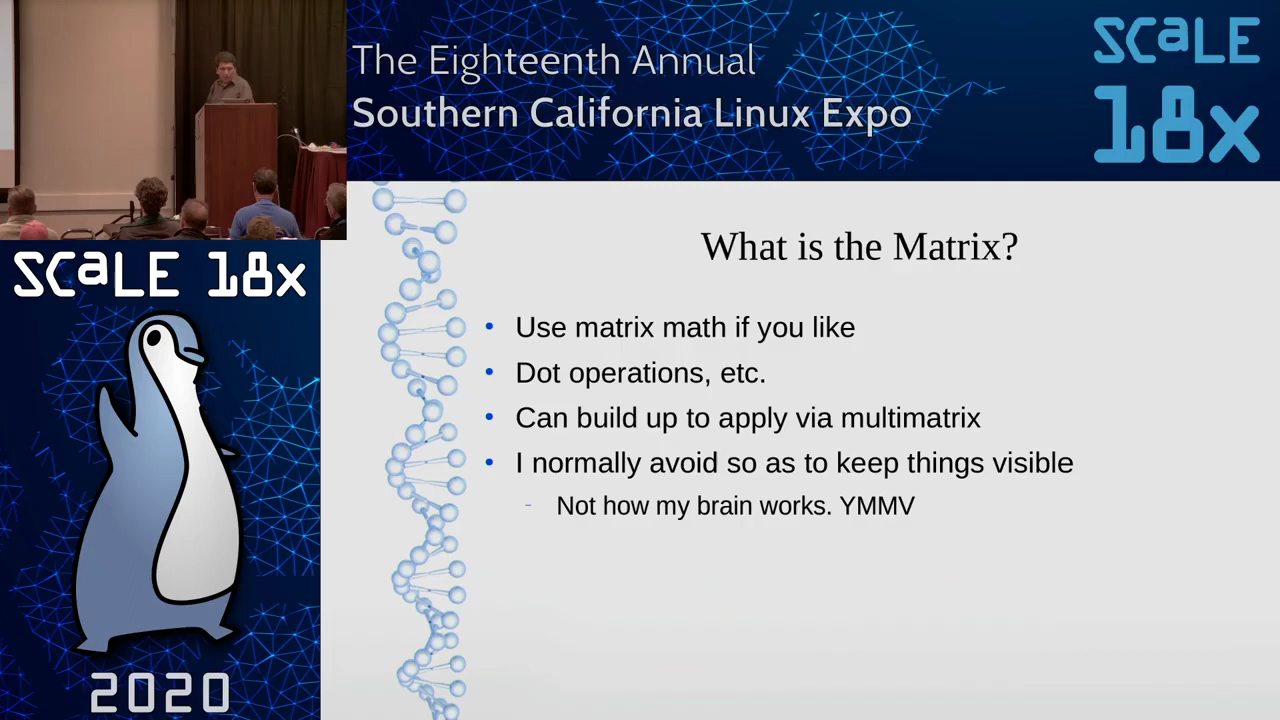 The Eighteenth Annual
Southern California Linux Expo
SCaLE
18x
SCaLE 18x
What is the Matrix?
• Use matrix math if you like
• Dot operations, etc.
• Can build up to apply via multimatrix
• I normally avoid so as to keep things visible
- Not how my brain works. YMMV
2020